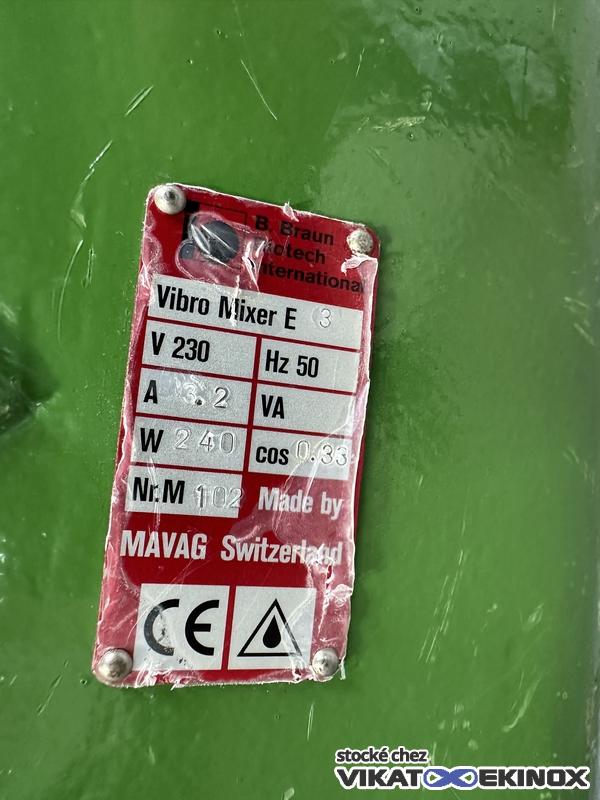 B. Braun
Biotech
International
Vibro Mixer E 3
V 230 Hz 50
A 3.2 VA
W 240 cos 0.33
Nr. M 102 Made by
MAVAG Switzerland
CE
stocké chez
VIKAT EKINOX